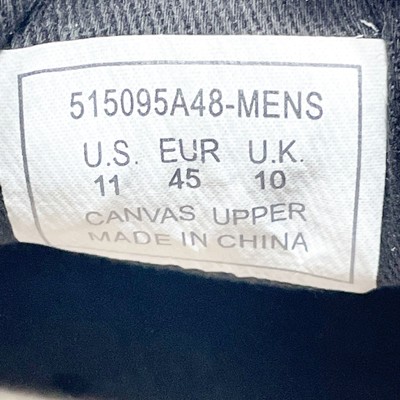 515095A48-MENS
U.S. EUR U.K.
11 45 10
CANVAS UPPER
MADE IN CHINA